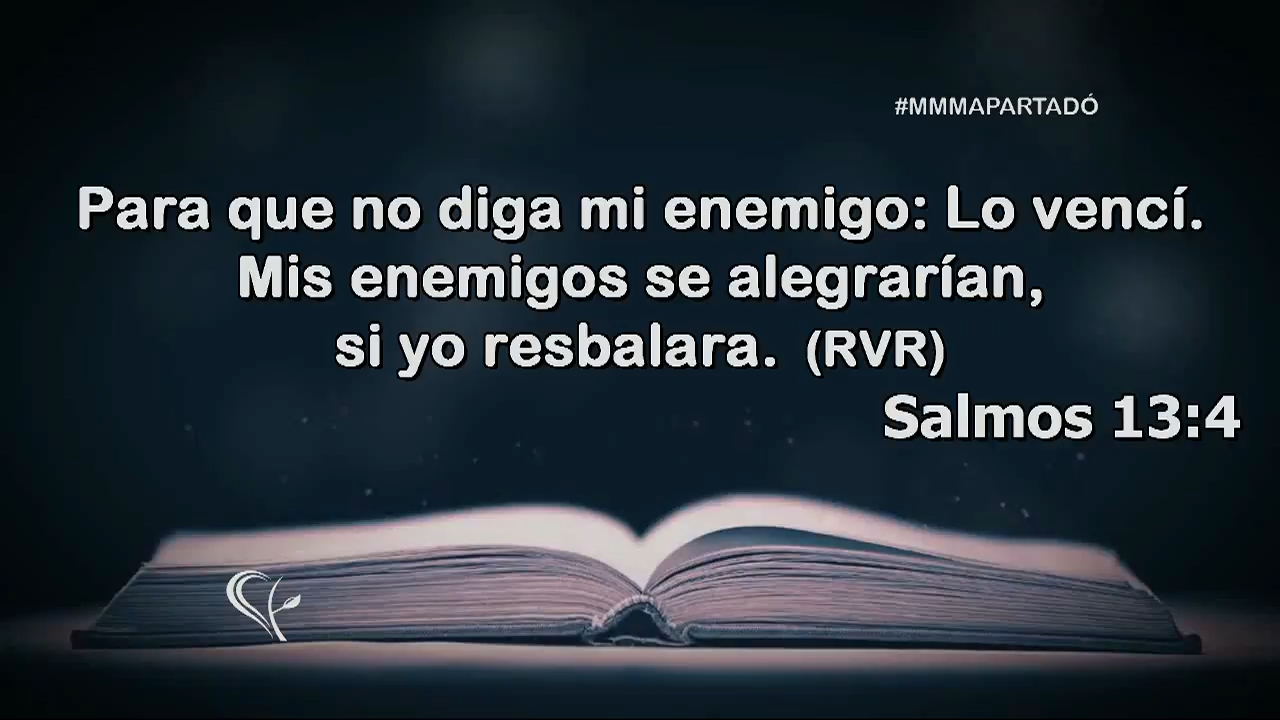 #MMMAPARTADÓ
Para que no diga mi enemigo: Lo vencí.
Mis enemigos se alegrarían,
si yo resbalara. (RVR)
Salmos 13:4